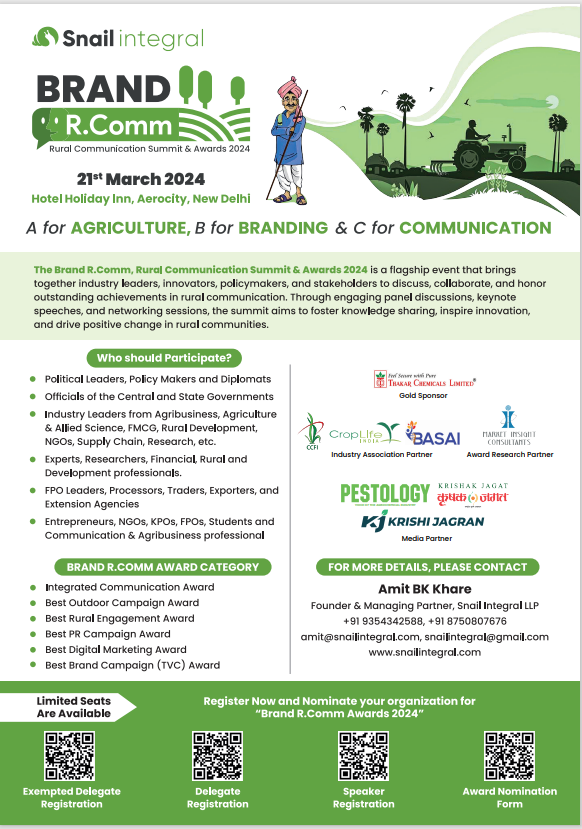 Snail integral
BRAND
R.Comm
Rural Communication Summit & Awards 2024
21st March 2024
Hotel Holiday Inn, Aerocity, New Delhi
A for AGRICULTURE, B for BRANDING & C for COMMUNICATION
The Brand R.Comm, Rural Communication Summit & Awards 2024 is a flagship event that brings
together industry leaders, innovators, policymakers, and stakeholders to discuss, collaborate, and honor
outstanding achievements in rural communication. Through engaging panel discussions, keynote
speeches, and networking sessions, the summit aims to foster knowledge sharing, inspire innovation,
and drive positive change in rural communities.
Who should Participate?
Political Leaders, Policy Makers and Diplomats
Officials of the Central and State Governments
Industry Leaders from Agribusiness, Agriculture
& Allied Science, FMCG, Rural Development,
NGOs, Supply Chain, Research, etc.
Experts, Researchers, Financial, Rural and
Development professionals.
FPO Leaders, Processors, Traders, Exporters, and
Extension Agencies
Entrepreneurs, NGOs, KPOs, FPOs, Students and
Communication & Agribusiness professional
BRAND R.COMM AWARD CATEGORY
Integrated Communication Award
Best Outdoor Campaign Award
Best Rural Engagement Award
Best PR Campaign Award
Best Digital Marketing Award
Best Brand Campaign (TVC) Award
Feel Secure with Pure
THAKAR CHEMICALS LIMITED®
Gold Sponsor
CCFI
CropLife
INDIA
BASAI
MARKET INSIGHT
CONSULTANTS
Industry Association Partner
Award Research Partner
PESTOLOGY
KRISHAK JAGAT
कृषक जगत
KJ KRISHI JAGRAN
Media Partner
FOR MORE DETAILS, PLEASE CONTACT
Amit BK Khare
Founder & Managing Partner, Snail Integral LLP
+91 9354342588, +91 8750807676
amit@snailintegral.com, snailintegral@gmail.com
www.snailintegral.com
Limited Seats
Are Available
Register Now and Nominate your organization for
“Brand R.Comm Awards 2024”
Exempted Delegate
Registration
Delegate
Registration
Speaker
Registration
Award Nomination
Form